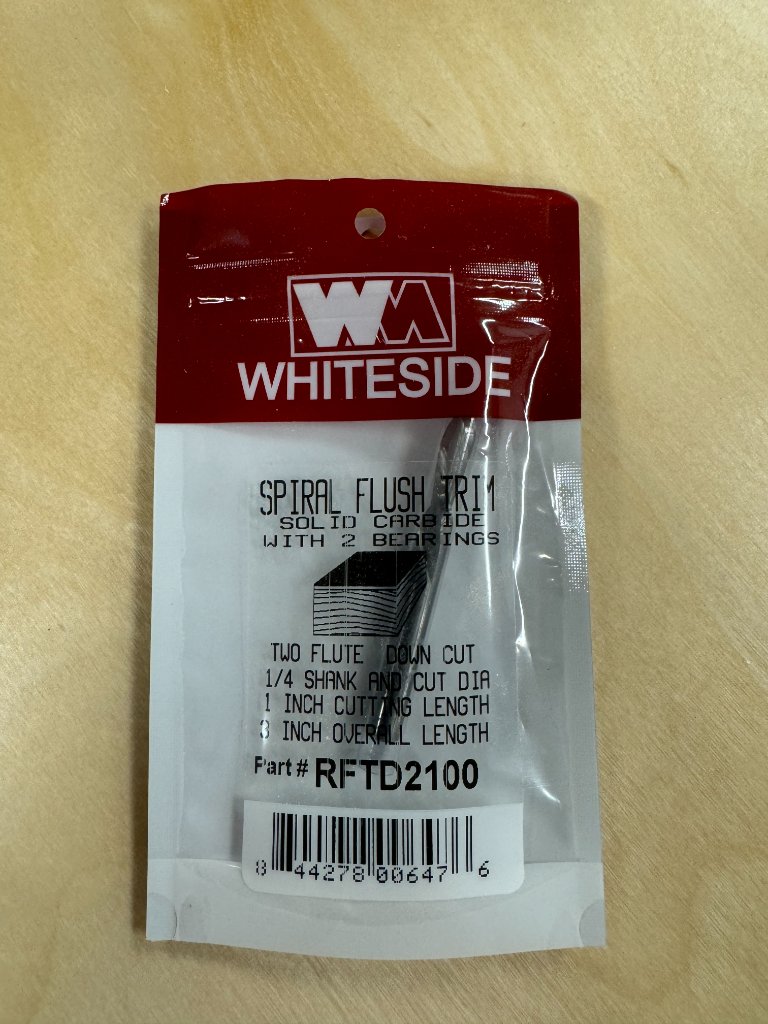 WM
WHITESIDE
SPIRAL FLUSH TRIM
SOLID CARBIDE
WITH 2 BEARINGS
TWO FLUTE DOWN CUT
1/4 SHANK AND CUT DIA
1 INCH CUTTING LENGTH
3 INCH OVERALL LENGTH
Part # RFTD2100
8 44278 00647 6